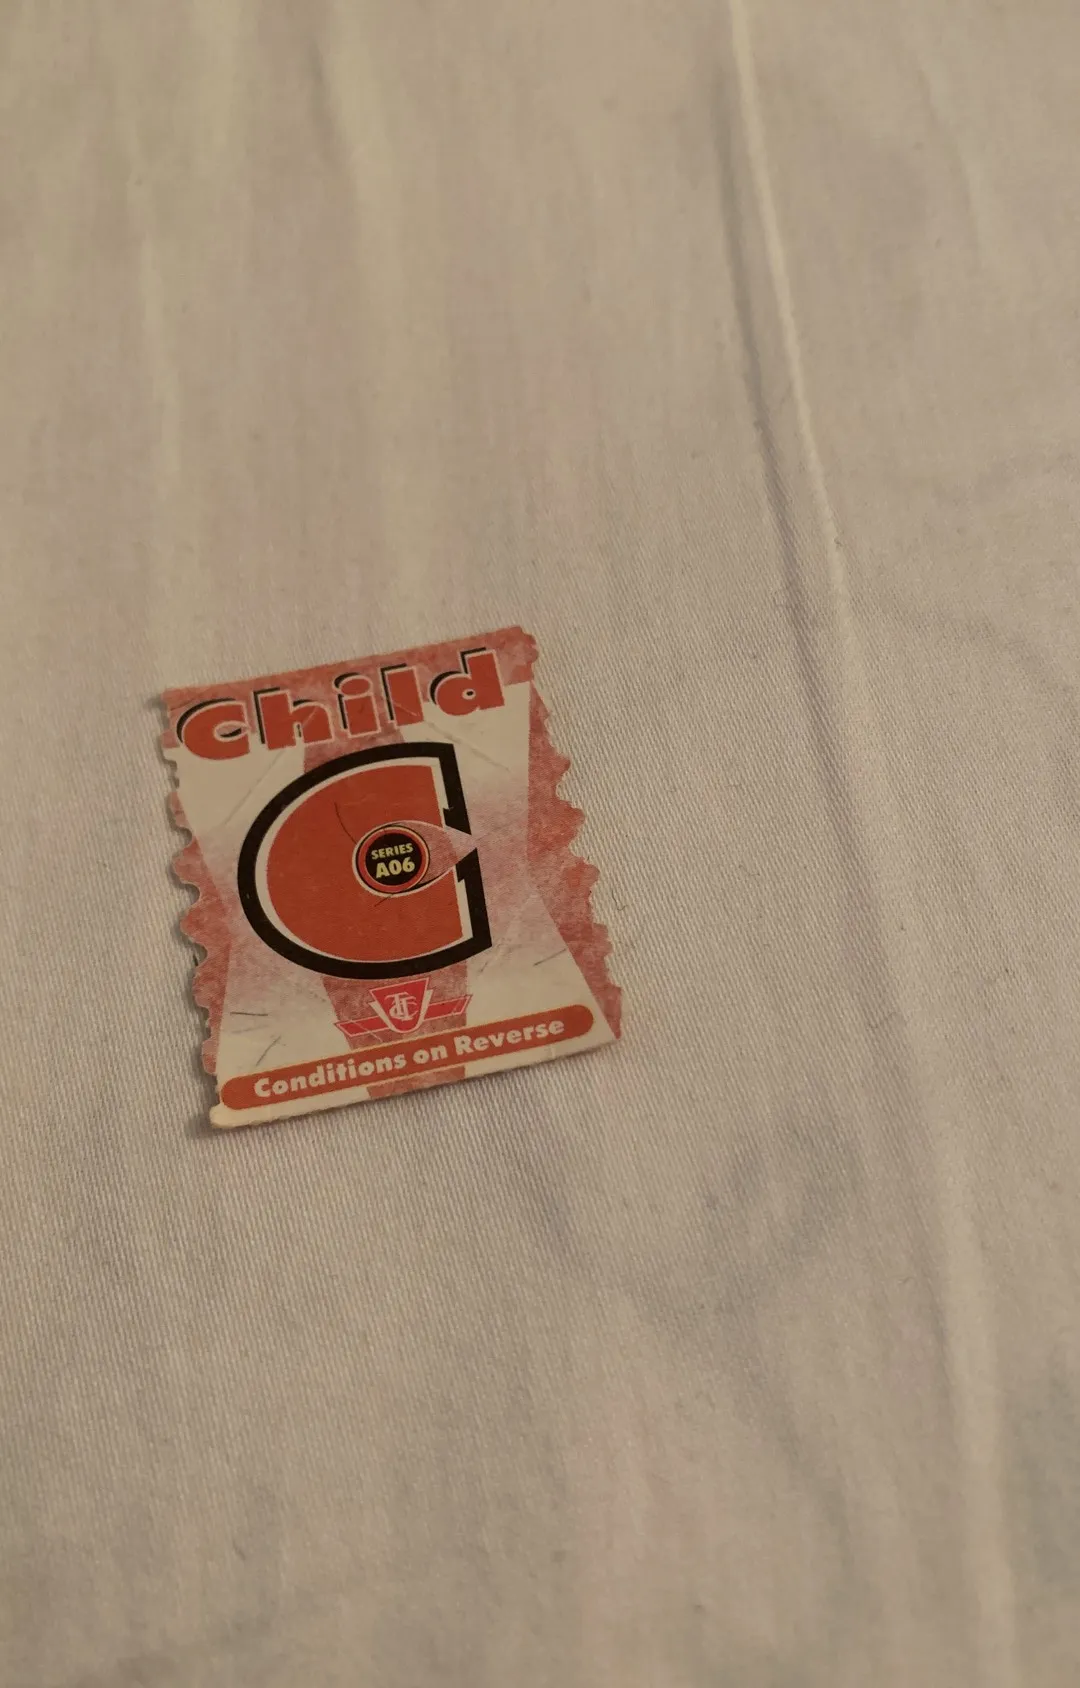 Child
C
SERIES
A06
TTC
Conditions on Reverse